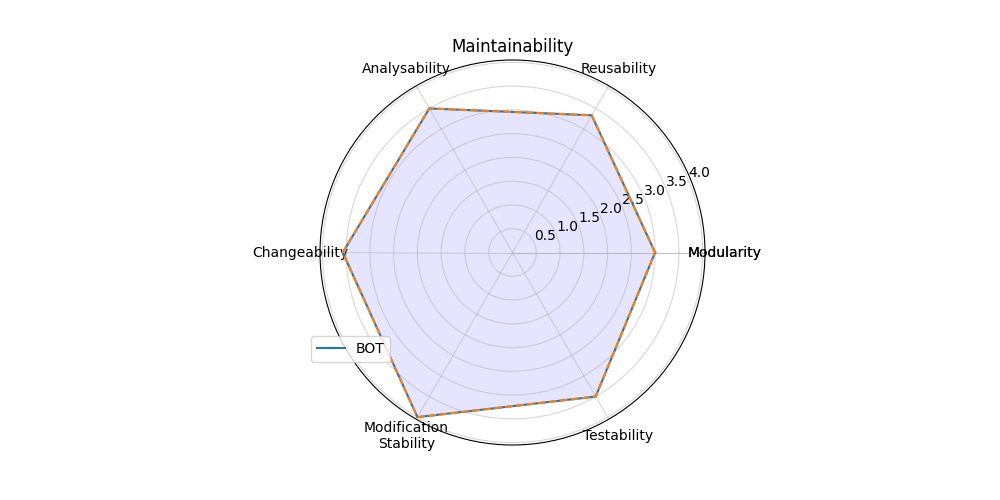 Maintainability
Analysability
Reusability
4.0
3.5
3.0
2.5
2.0
1.5
1.0
0.5
Changeability
Modularity
BOT
Modification
Stability
Testability